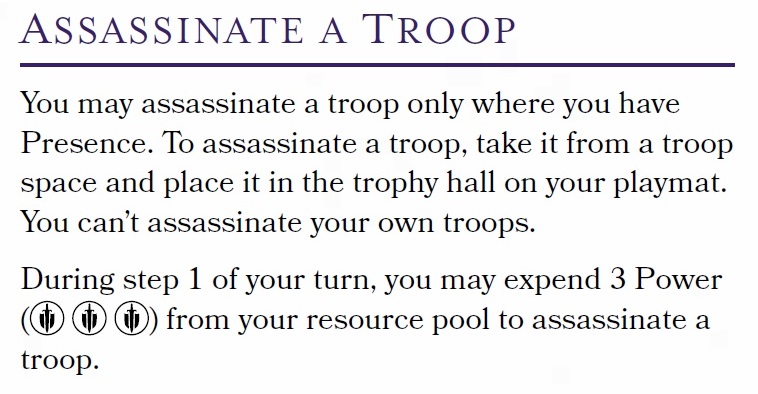 ASSASSINATE A TROOP
You may assassinate a troop only where you have
Presence. To assassinate a troop, take it from a troop
space and place it in the trophy hall on your playmat.
You can't assassinate your own troops.
During step 1 of your turn, you may expend 3 Power
( ) from your resource pool to assassinate a
troop.